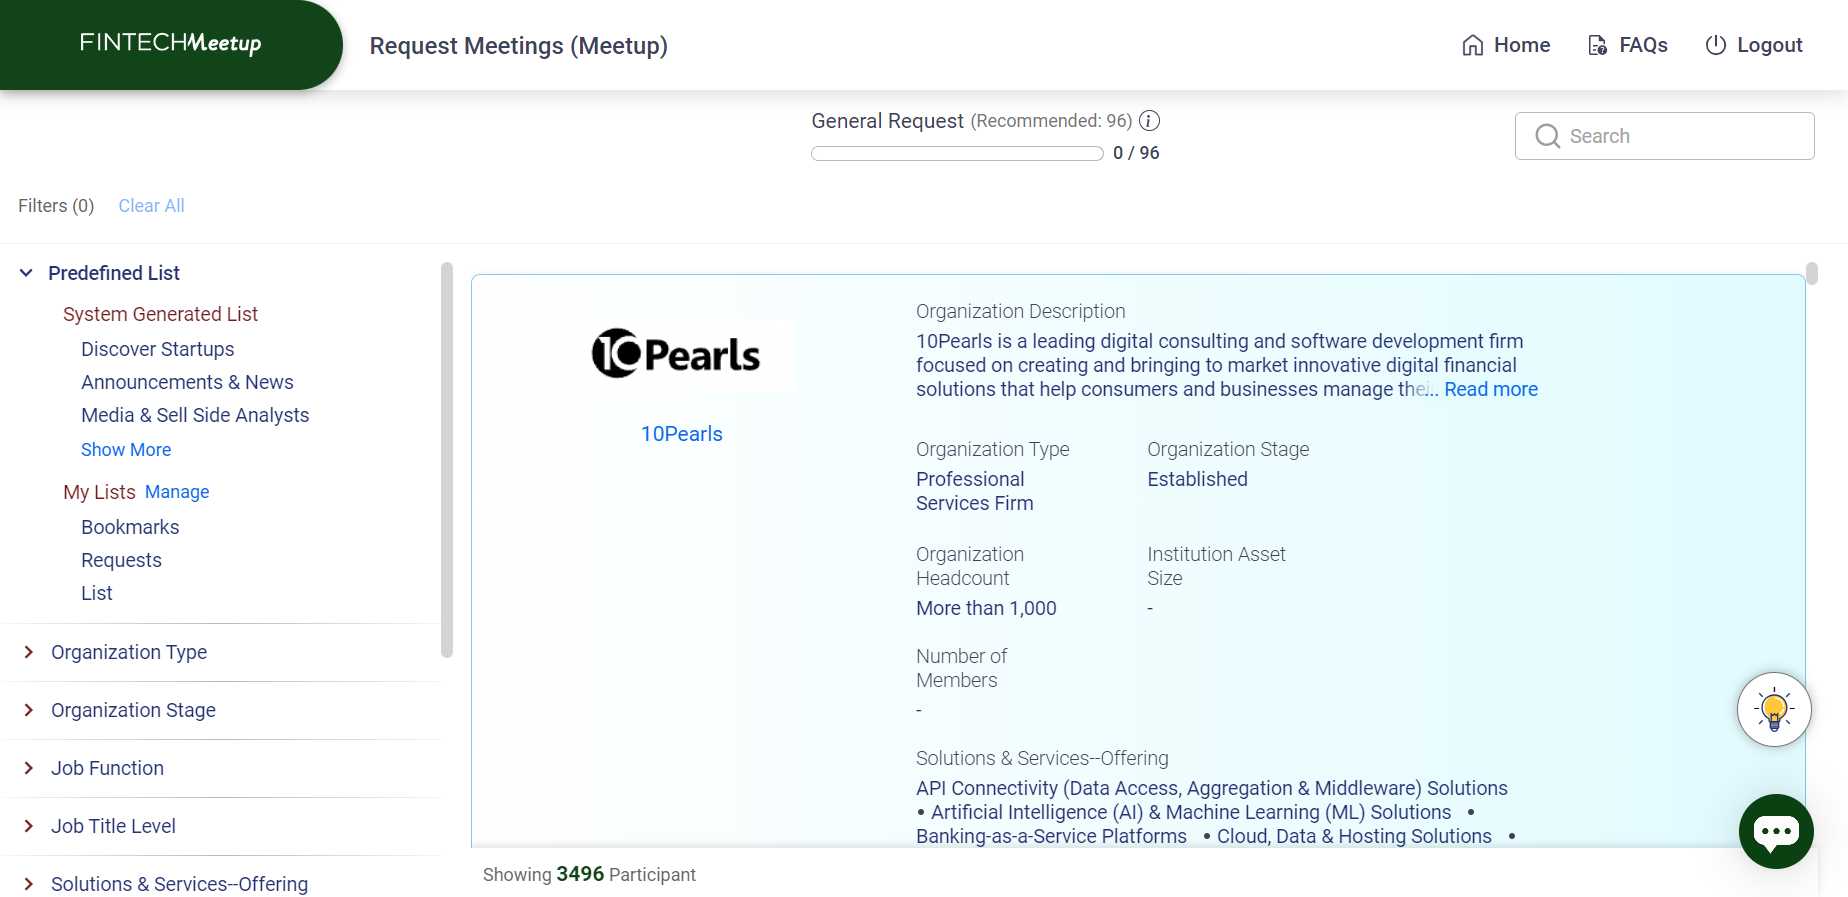 FINTECHMeetup
Request Meetings (Meetup)
Home
FAQs
Logout
General Request (Recommended: 96)
0 / 96
Search
Filters (0) Clear All
Predefined List
System Generated List
Discover Startups
Announcements & News
Media & Sell Side Analysts
Show More
My Lists Manage
Bookmarks
Requests
List
Organization Type
Organization Stage
Job Function
Job Title Level
Solutions & Services--Offering
10Pearls
10Pearls
Organization Description
10Pearls is a leading digital consulting and software development firm
focused on creating and bringing to market innovative digital financial
solutions that help consumers and businesses manage thei... Read more
Organization Type
Professional
Services Firm
Organization Stage
Established
Organization
Headcount
More than 1,000
Institution Asset
Size
-
Number of
Members
-
Solutions & Services--Offering
API Connectivity (Data Access, Aggregation & Middleware) Solutions
• Artificial Intelligence (AI) & Machine Learning (ML) Solutions •
Banking-as-a-Service Platforms • Cloud, Data & Hosting Solutions •
Showing 3496 Participant